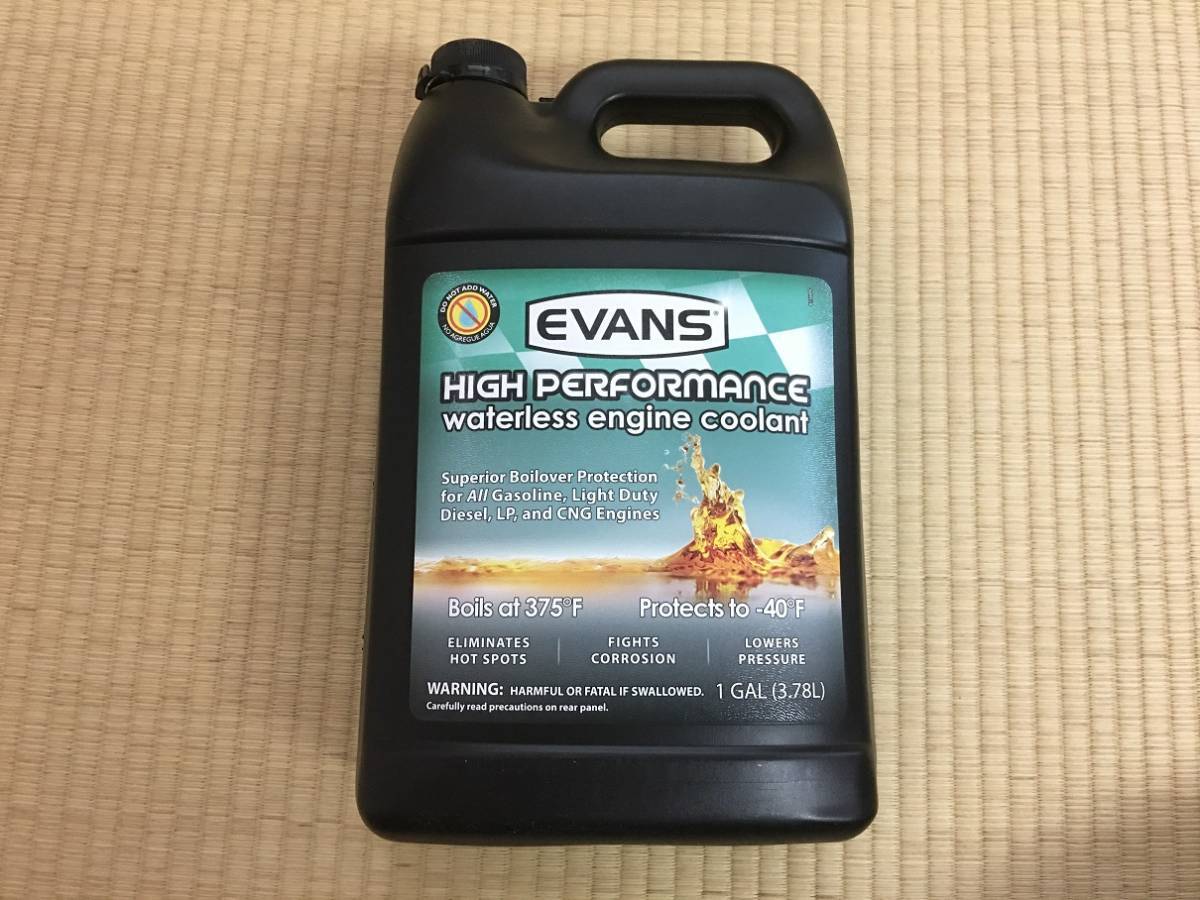 DO NOT ADD WATER
NO AGREGUE AGUA
EVANS®
HIGH PERFORMANCE
waterless engine coolant
Superior Boilover Protection
for All Gasoline, Light Duty
Diesel, LP, and CNG Engines
Boils at 375°F Protects to -40°F
ELIMINATES
HOT SPOTS
FIGHTS
CORROSION
LOWERS
PRESSURE
WARNING: HARMFUL OR FATAL IF SWALLOWED. 1 GAL (3.78L)
Carefully read precautions on rear panel.